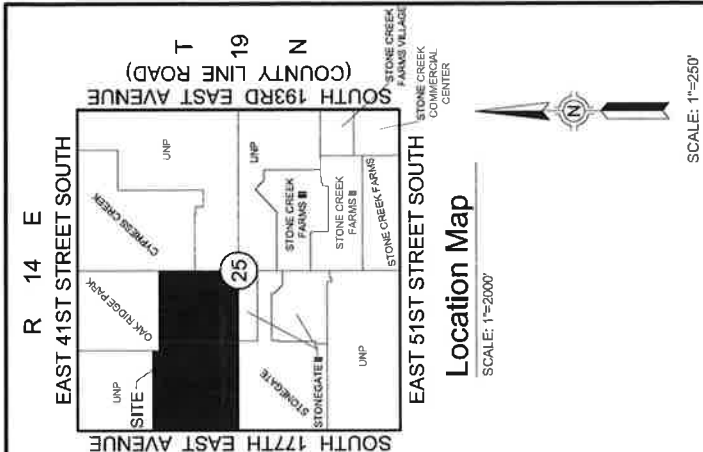 R 14 E
EAST 41ST STREET SOUTH
T 19 N
(COUNTY LINE ROAD)
SOUTH 193RD EAST AVENUE
SOUTH 177TH EAST AVENUE
UNP
OAK RIDGE PARK
CYPRESS CREEK
UNP
SITE
25
UNP
STONE CREEK
FARMS III
STONE CREEK
FARMS II
STONE CREEK FARMS
STONEGATE
STONEGATE II
UNP
STONE CREEK
FARMS VILLAGE
STONE CREEK
COMMERCIAL
CENTER
EAST 51ST STREET SOUTH
Location Map
SCALE: 1"=2000'
N
SCALE: 1"=250'